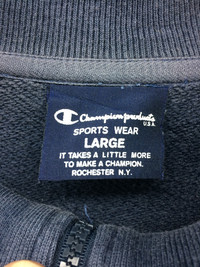 Champion products
U.S.A.
SPORTS WEAR
LARGE
IT TAKES A LITTLE MORE
TO MAKE A CHAMPION.
ROCHESTER N.Y.